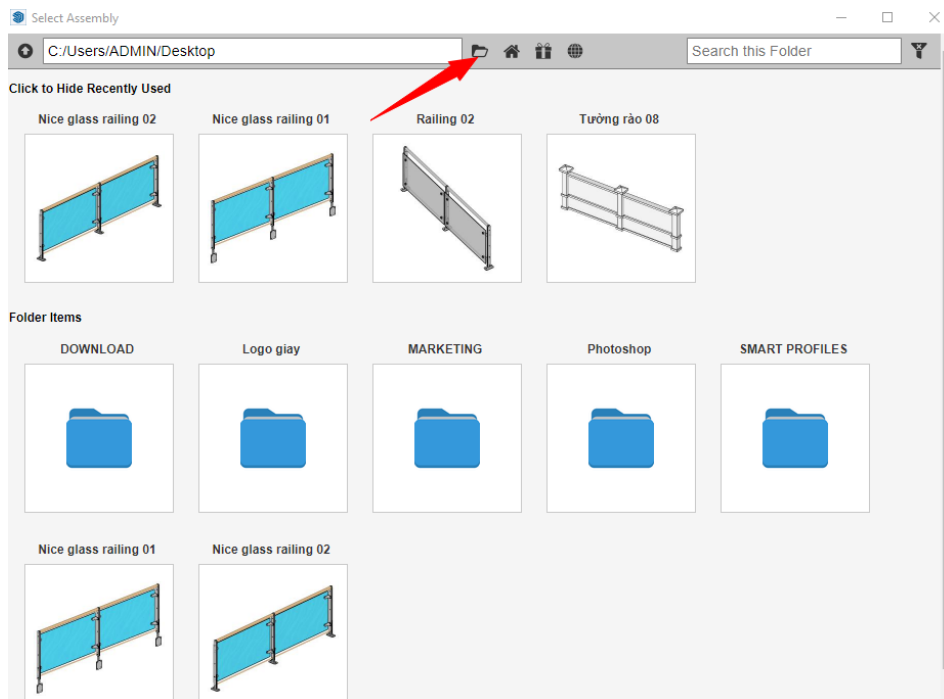 Select Assembly
C:/Users/ADMIN/Desktop
Search this Folder
Click to Hide Recently Used
Nice glass railing 02
Nice glass railing 01
Railing 02
Tường rào 08
Folder Items
DOWNLOAD
Logo giay
MARKETING
Photoshop
SMART PROFILES
Nice glass railing 01
Nice glass railing 02